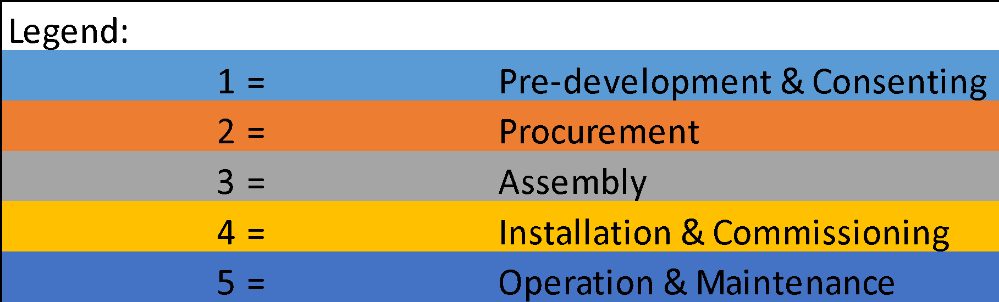 Legend:
1 = Pre-development & Consenting
2 = Procurement
3 = Assembly
4 = Installation & Commissioning
5 = Operation & Maintenance